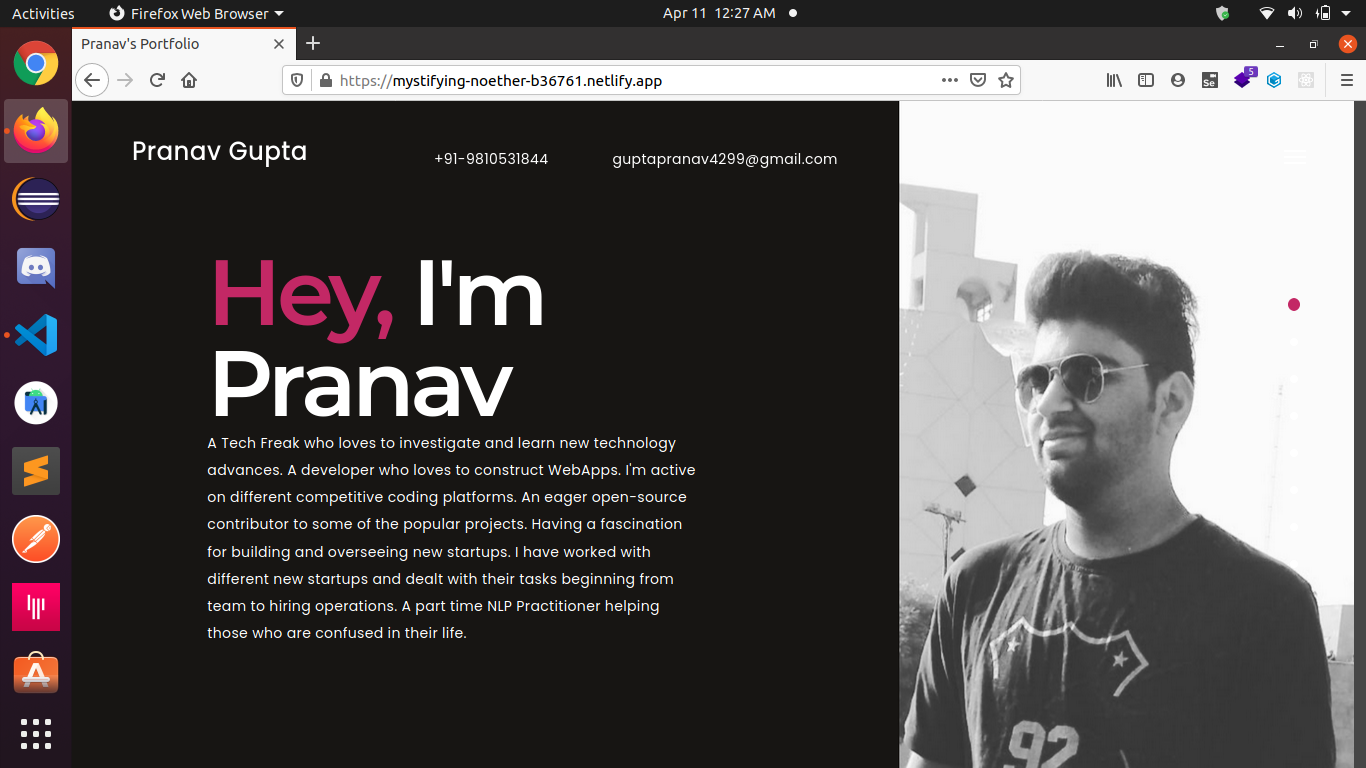 Activities
Firefox Web Browser
Apr 11 12:27 AM
Pranav's Portfolio
https://mystifying-noether-b36761.netlify.app
Se
5
Pranav Gupta
+91-9810531844
guptapranav4299@gmail.com
Hey, I'm
Pranav
A Tech Freak who loves to investigate and learn new technology
advances. A developer who loves to construct WebApps. I'm active
on different competitive coding platforms. An eager open-source
contributor to some of the popular projects. Having a fascination
for building and overseeing new startups. I have worked with
different new startups and dealt with their tasks beginning from
team to hiring operations. A part time NLP Practitioner helping
those who are confused in their life.
92